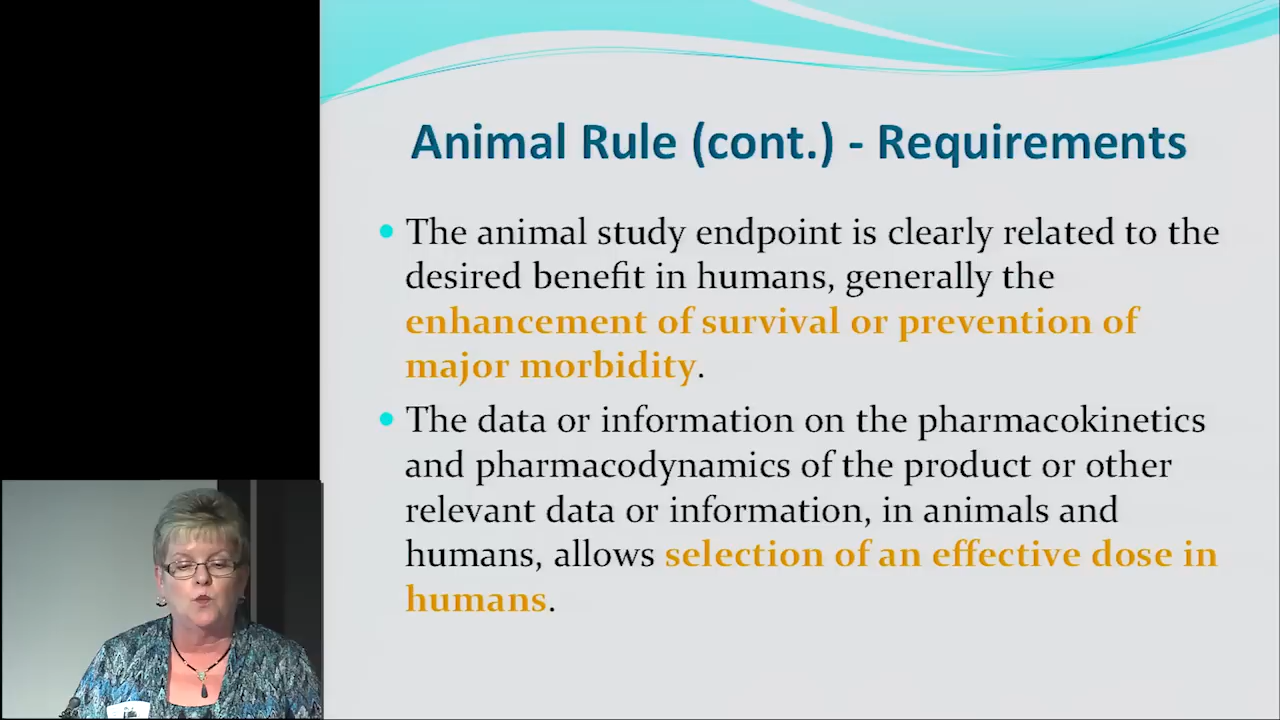 Animal Rule (cont.) - Requirements
The animal study endpoint is clearly related to the
desired benefit in humans, generally the
enhancement of survival or prevention of
major morbidity.
The data or information on the pharmacokinetics
and pharmacodynamics of the product or other
relevant data or information, in animals and
humans, allows selection of an effective dose in
humans.